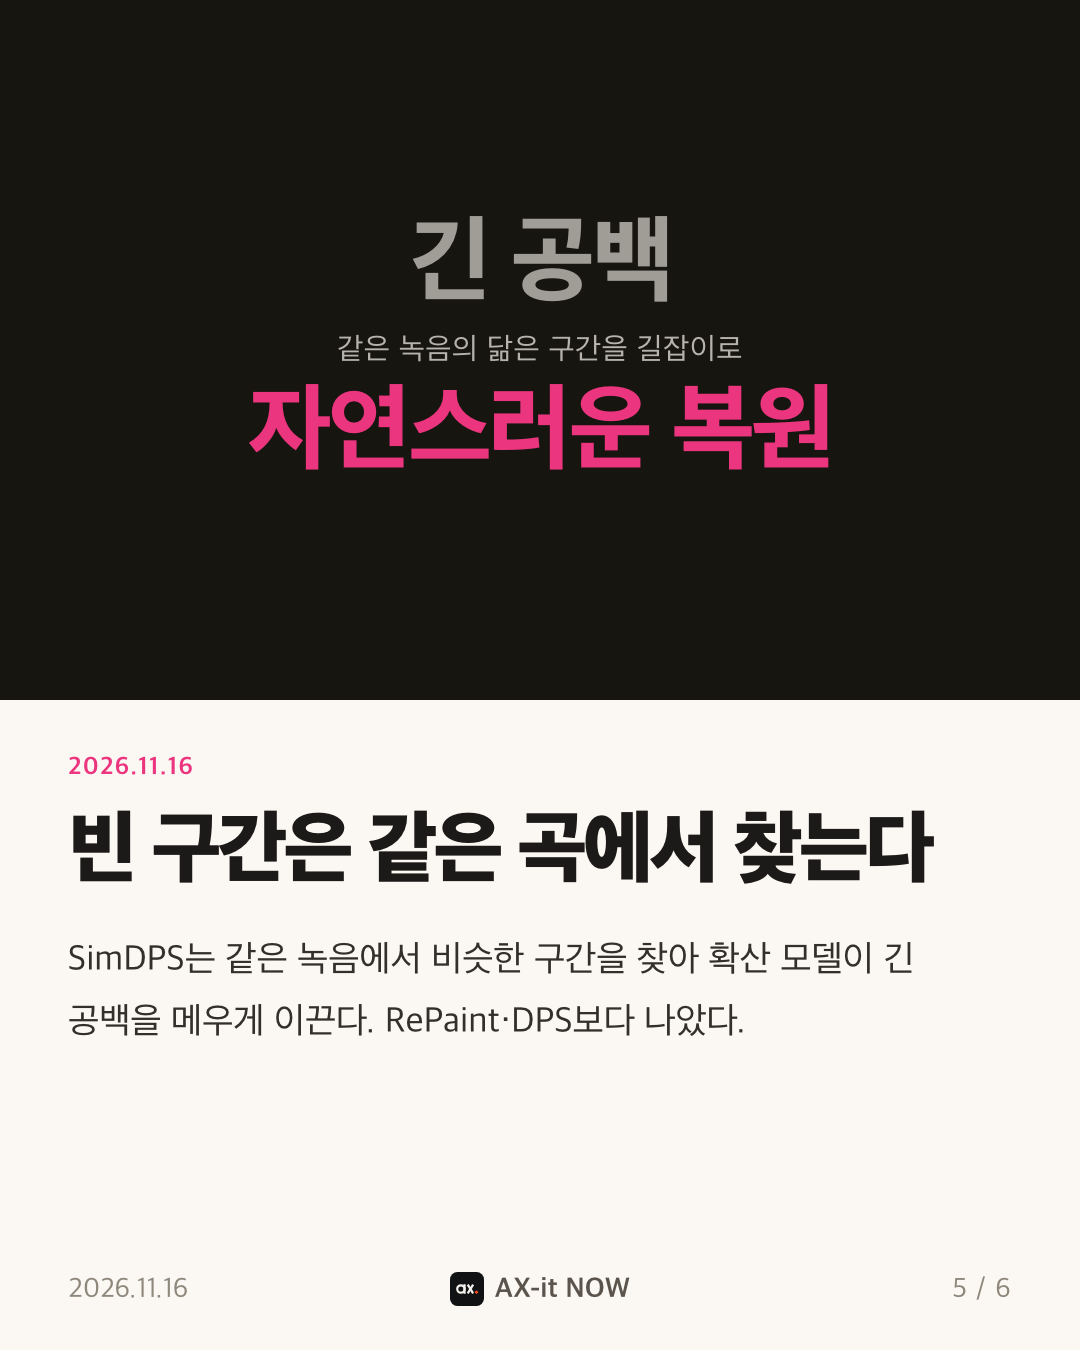 긴 공백
같은 녹음의 닮은 구간을 길잡이로
자연스러운 복원
2026.11.16
빈 구간은 같은 곡에서 찾는다
SimDPS는 같은 녹음에서 비슷한 구간을 찾아 확산 모델이 긴
공백을 메우게 이끈다. RePaint·DPS보다 나았다.
2026.11.16
ax. AX-it NOW
5 / 6